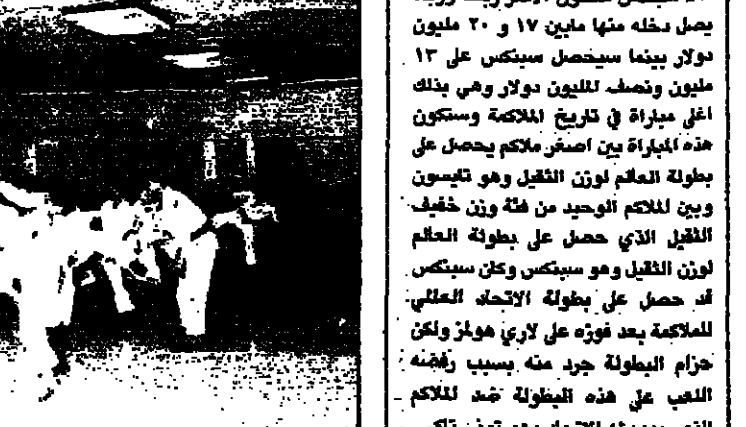 يصل دخله منها مابين ١٧ و ٢٠ مليون
دولار بينما سيحصل سبنكس على ١٣
مليون ونصف المليون دولار وهي بذلك
اغلى مباراة في تاريخ الملاكمة وستكون
هذه المباراة بين اصغر ملاكم يحصل على
بطولة العالم لوزن الثقيل وهو تايسون
وبين الملاكم الوحيد من فئة وزن خفيف
الثقيل الذي حصل على بطولة العالم
لوزن الثقيل وهو سبينكس وكان سبينكس
قد حصل على بطولة الاتحاد العالمي
للملاكمة بعد فوزه على لاري هولمز ولكن
حزام البطولة جرد منه بسبب رفضه
اللعب على هذه البطولة ضد الملاكم